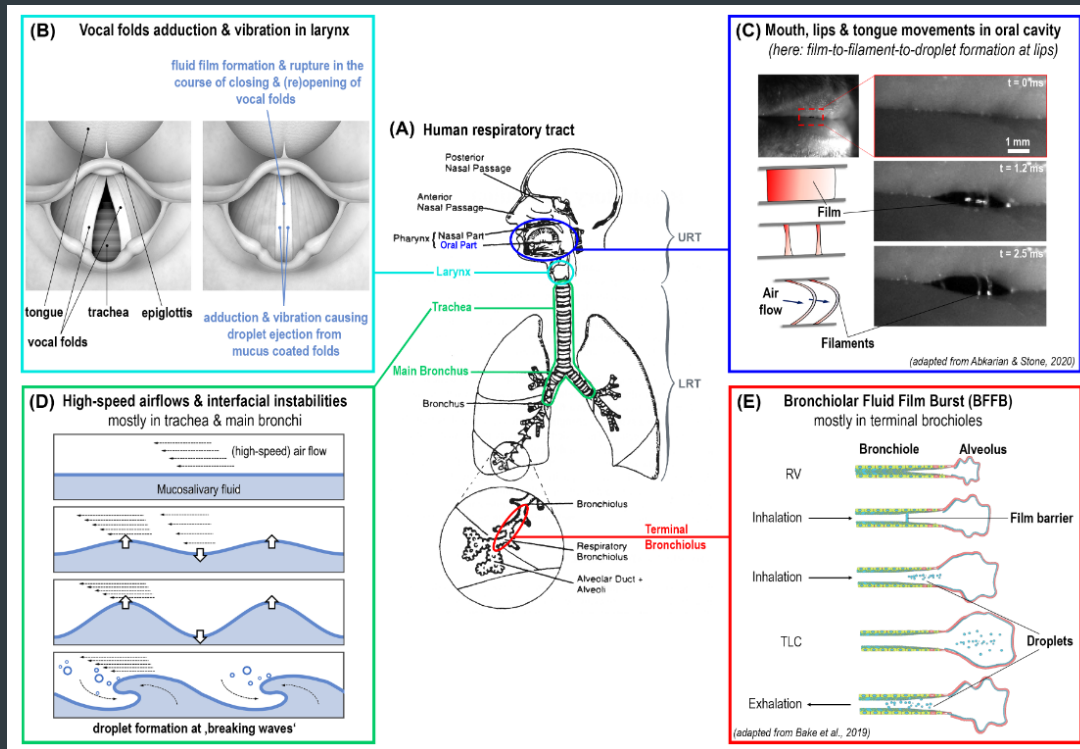 (B) Vocal folds adduction & vibration in larynx
fluid film formation & rupture in the
course of closing & (re)opening of
vocal folds
tongue
trachea
epiglottis
vocal folds
adduction & vibration causing
droplet ejection from
mucus coated folds
(A) Human respiratory tract
Posterior
Nasal Passage
Anterior
Nasal Passage
Pharynx { Nasal Part
Oral Part
Larynx
Trachea
Main Bronchus
Bronchus
URT
LRT
Bronchiolus
Terminal
Bronchiolus
Respiratory
Bronchiolus
Alveolar Duct +
Alveoli
(C) Mouth, lips & tongue movements in oral cavity
(here: film-to-filament-to-droplet formation at lips)
t = 0 ms
1 mm
t = 1.2 ms
Film
t = 2.5 ms
Air
flow
Filaments
(adapted from Abkarian & Stone, 2020)
(D) High-speed airflows & interfacial instabilities
mostly in trachea & main bronchi
(high-speed) air flow
Mucosalivary fluid
droplet formation at ‚breaking waves‘
(E) Bronchiolar Fluid Film Burst (BFFB)
mostly in terminal brochioles
Bronchiole Alveolus
RV
Inhalation
Film barrier
Inhalation
TLC
Droplets
Exhalation
(adapted from Bake et al., 2019)